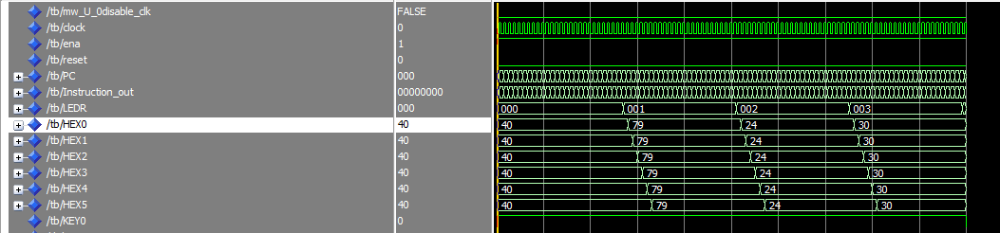 /tb/mw_U_0disable_clk FALSE
/tb/clock 0
/tb/ena 1
/tb/reset 0
/tb/PC 000
/tb/Instruction_out 00000000
/tb/LEDR 000 000 001 002 003
/tb/HEX0 40 40 79 24 30
/tb/HEX1 40 40 79 24 30
/tb/HEX2 40 40 79 24 30
/tb/HEX3 40 40 79 24 30
/tb/HEX4 40 40 79 24 30
/tb/HEX5 40 40 79 24 30
/tb/KEY0 0